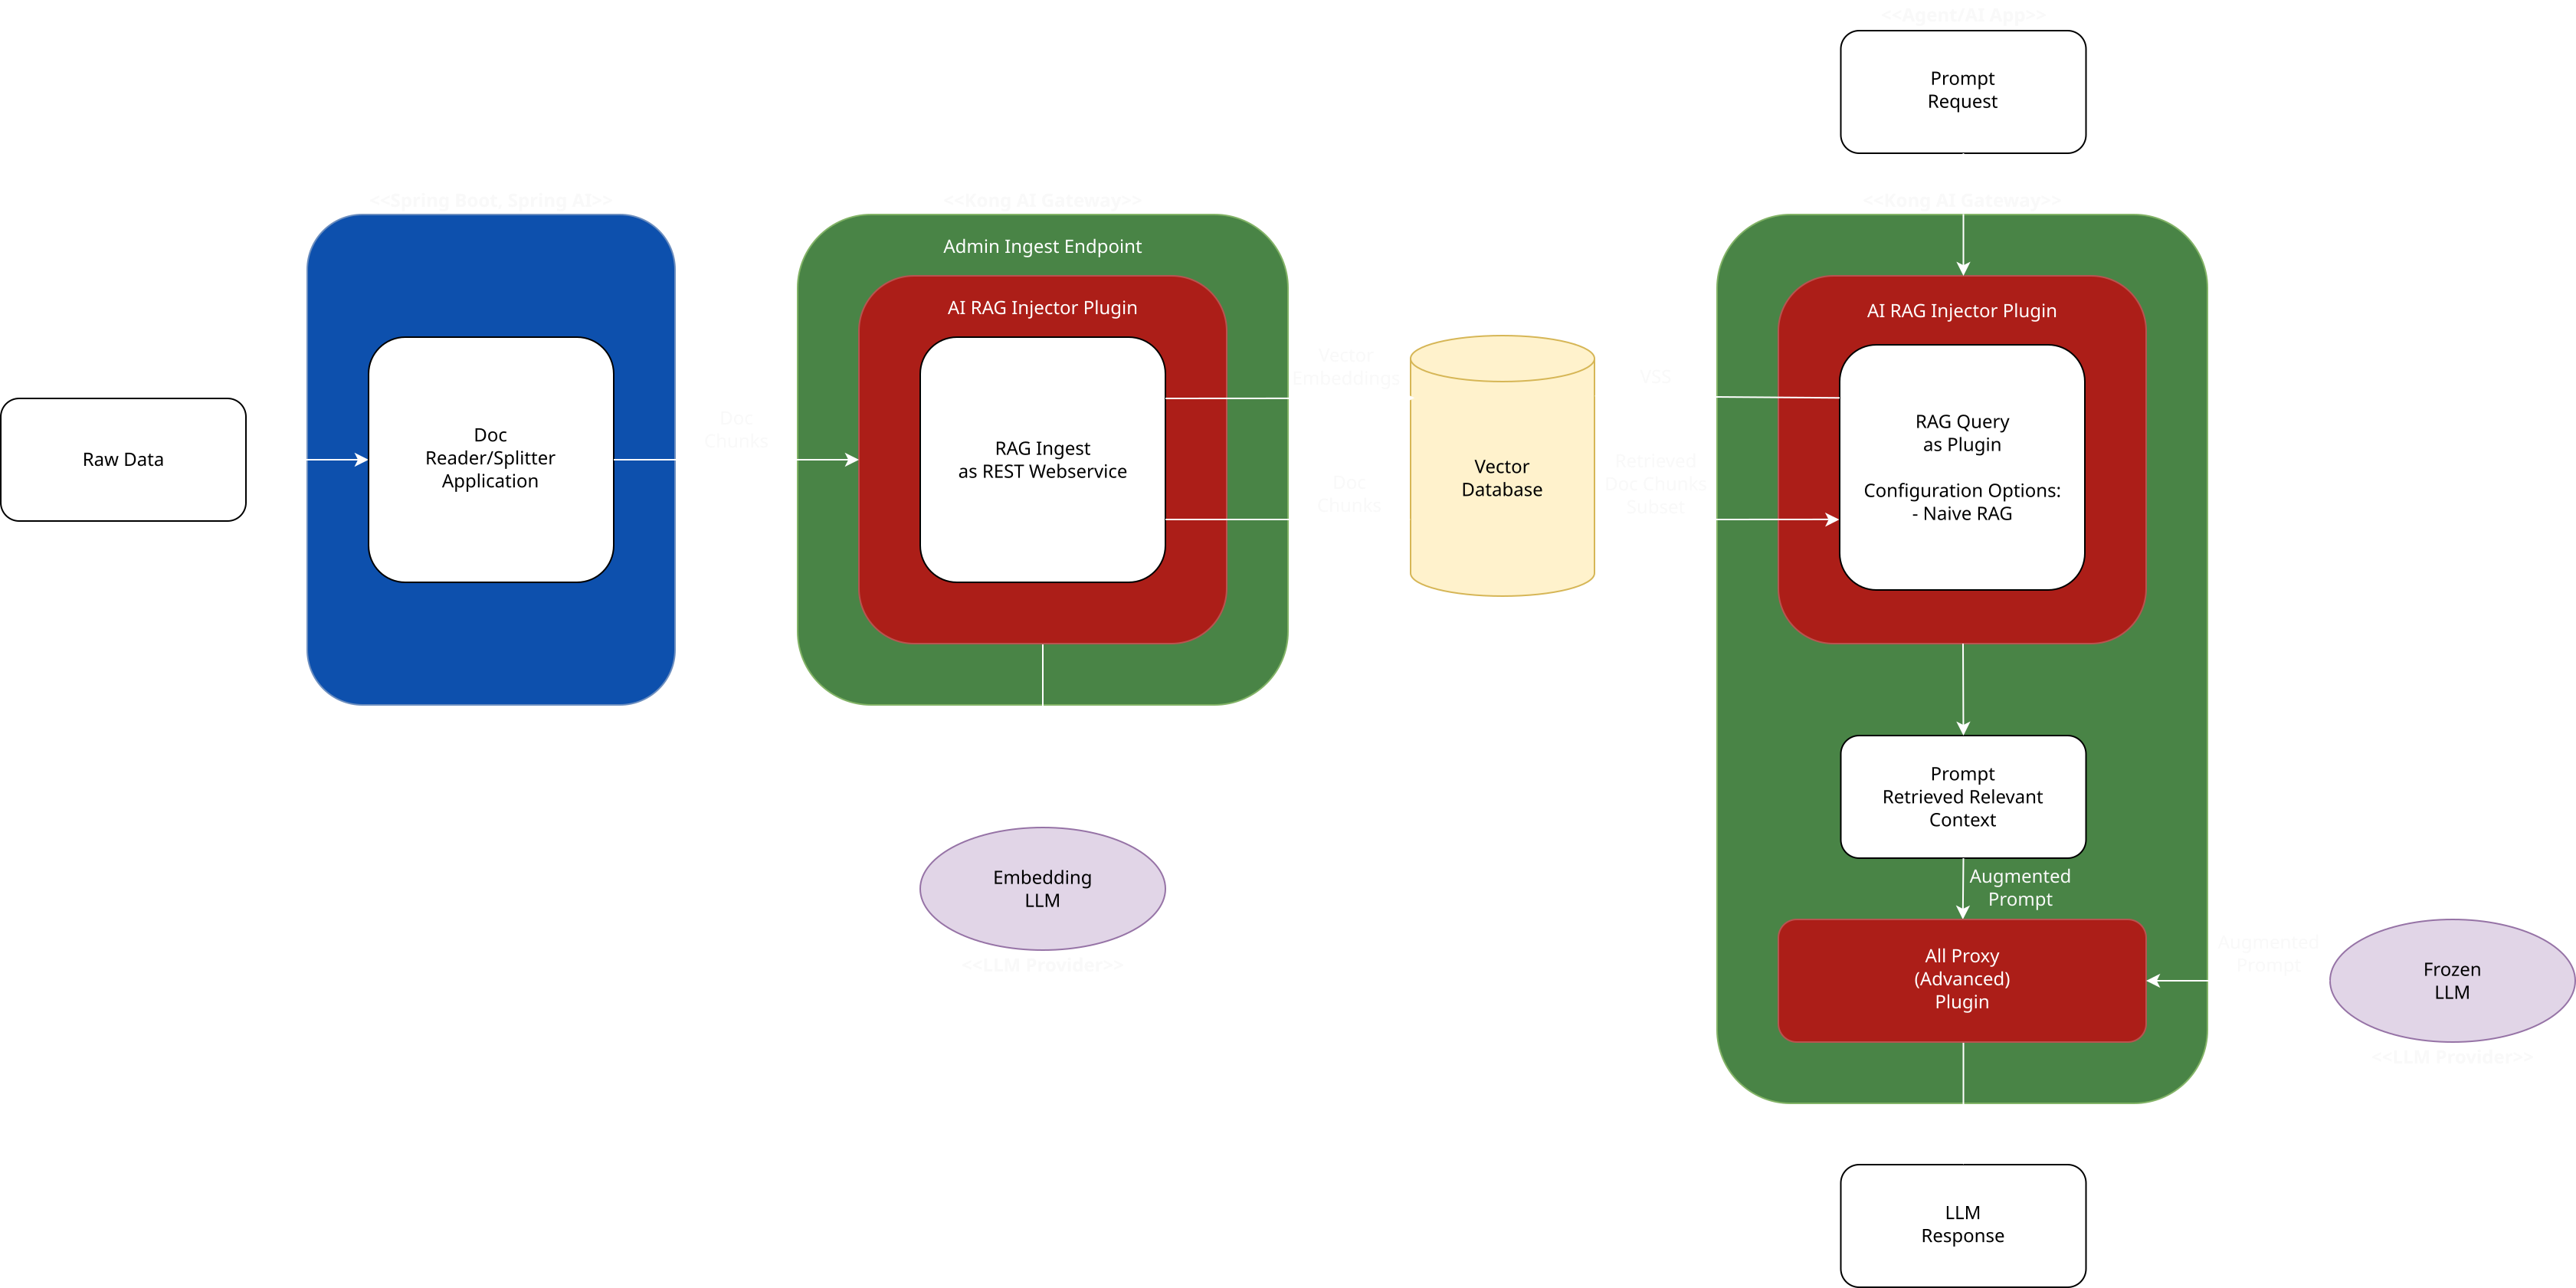 <<Agent/AI App>>
Prompt
Request
<<Spring Boot, Spring AI>>
<<Kong AI Gateway>>
<<Kong AI Gateway>>
Admin Ingest Endpoint
AI RAG Injector Plugin
AI RAG Injector Plugin
Raw Data
Doc
Reader/Splitter
Application
Doc
Chunks
RAG Ingest
as REST Webservice
Vector
Embeddings
Doc
Chunks
Vector
Database
VSS
Retrieved
Doc Chunks
Subset
RAG Query
as Plugin
Configuration Options:
- Naive RAG
Prompt
Retrieved Relevant
Context
Augmented
Prompt
Embedding
LLM
<<LLM Provider>>
All Proxy
(Advanced)
Plugin
Augmented
Prompt
Frozen
LLM
<<LLM Provider>>
LLM
Response